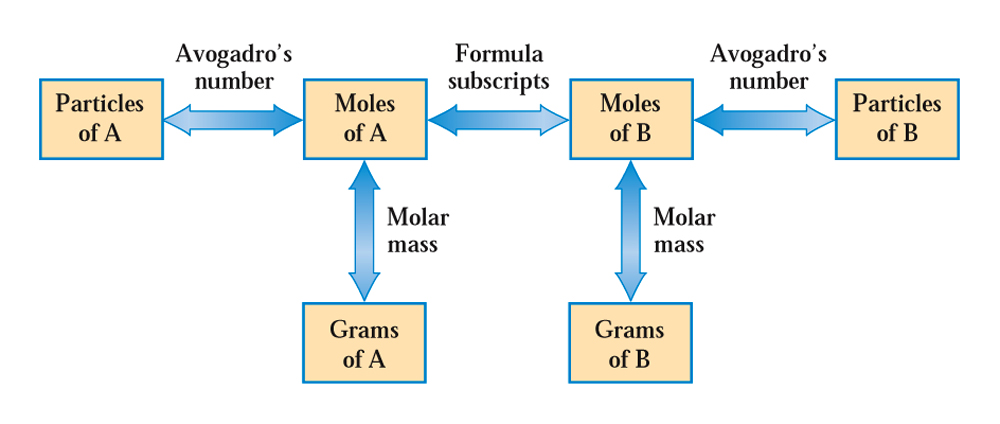 Avogadro's
number
Formula
subscripts
Avogadro's
number
Particles
of A
Moles
of A
Moles
of B
Particles
of B
Molar
mass
Molar
mass
Grams
of A
Grams
of B